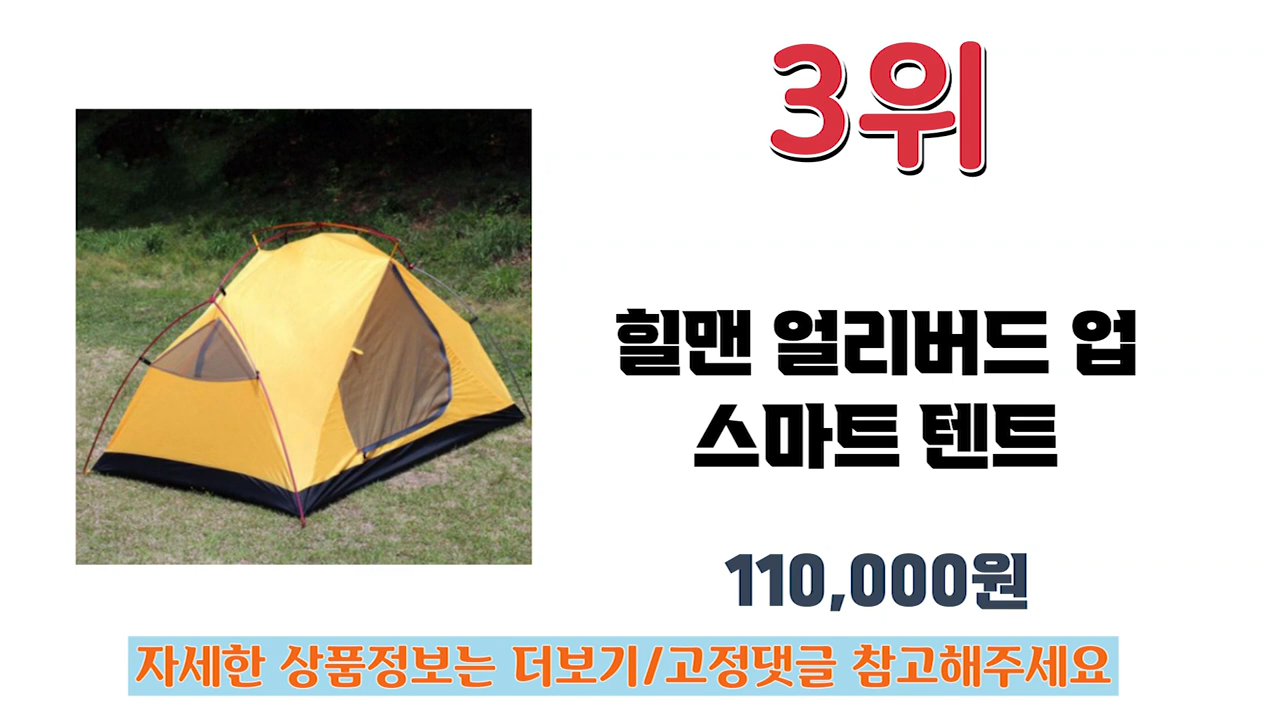 3위
힐맨 얼리버드 업
스마트 텐트
110,000원
자세한 상품정보는 더보기/고정댓글 참고해주세요